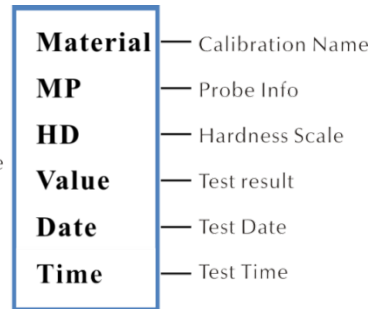 Material Calibration Name
MP Probe Info
HD Hardness Scale
Value Test result
Date Test Date
Time Test Time